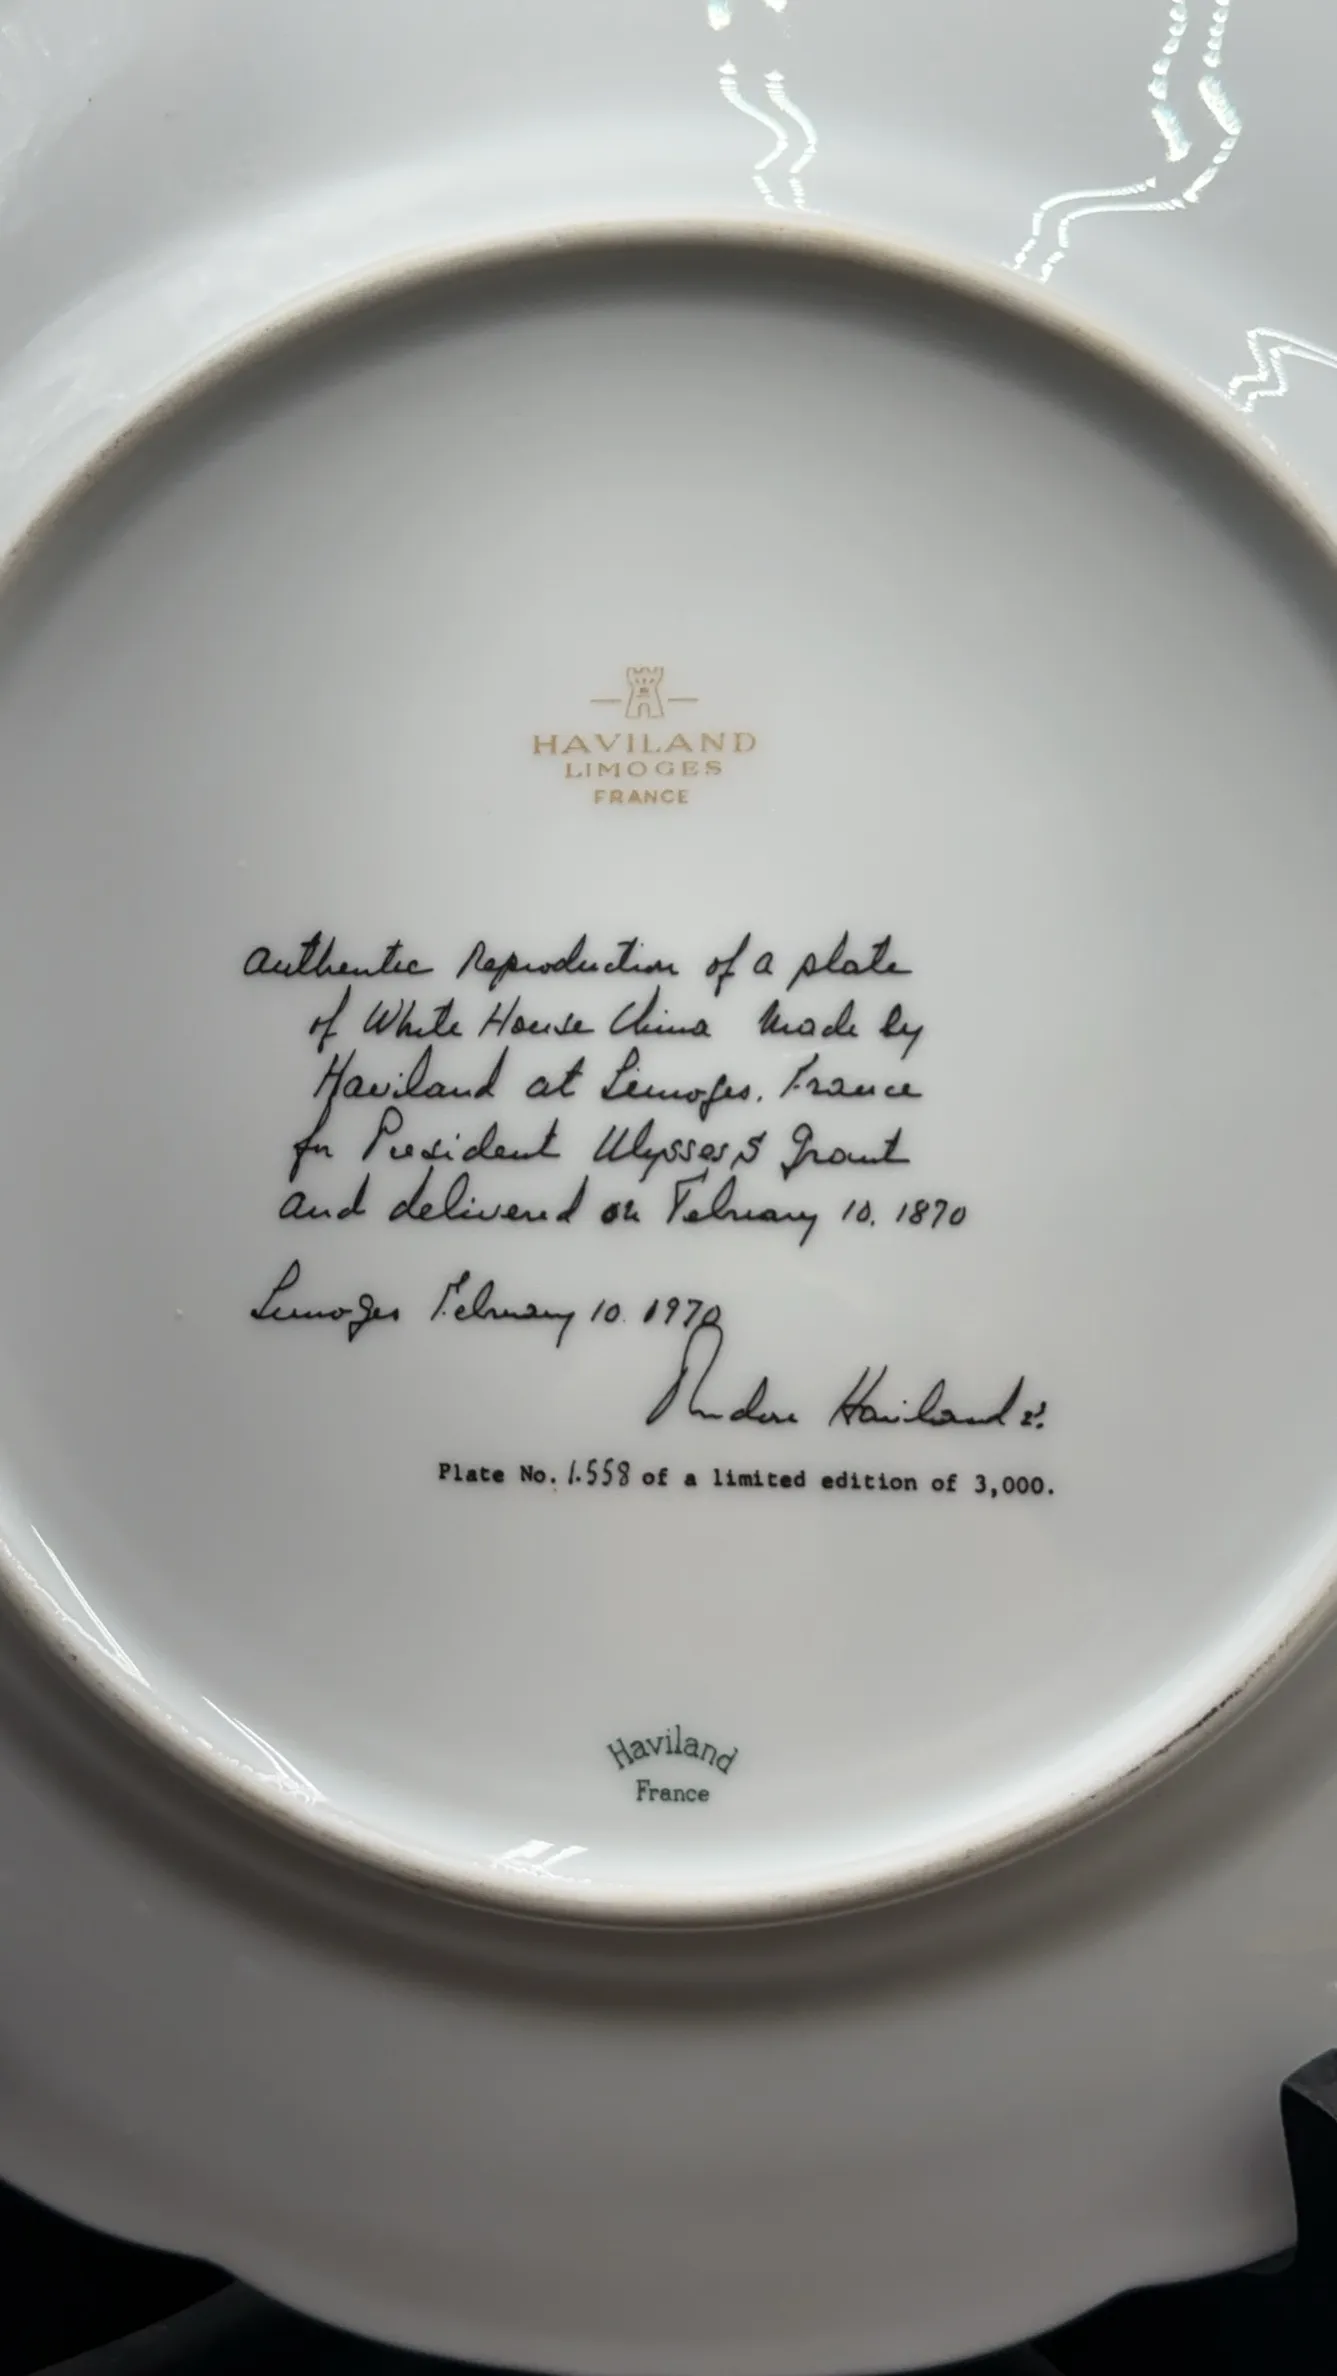 HAVILAND
LIMOGES
FRANCE
Authentic Reproduction of a plate
of White House China made by
Haviland at Limoges. France
for President Ulysses S Grant
and delivered on February 10. 1870
Limoges February 10. 1970
Haviland
Plate No. 1.558 of a limited edition of 3,000.
Haviland
France